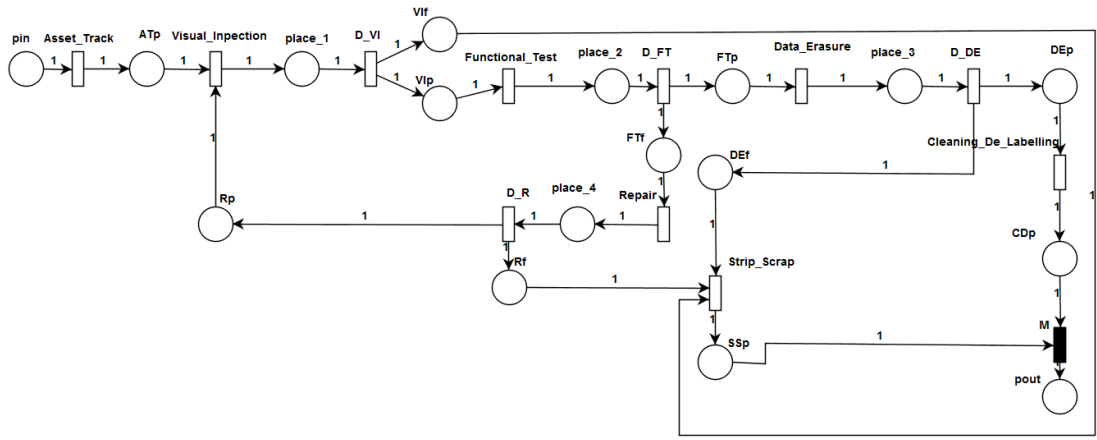 VIf
pin Asset_Track ATp Visual_Inpection place_1 D_VI
1 1 1 1 1 1
VIp 1 Functional_Test place_2 D_FT FTp Data_Erasure place_3 D_DE DEp
1 1 1 1 1 1 1 1
1 1
FTf Cleaning_De_Labelling
DEf 1
1 1
Repair
Rp D_R place_4
1 1 1 1 1 1
CDp
1 Rf
1 Strip_Scrap 1
1 M
SSp 1
pout